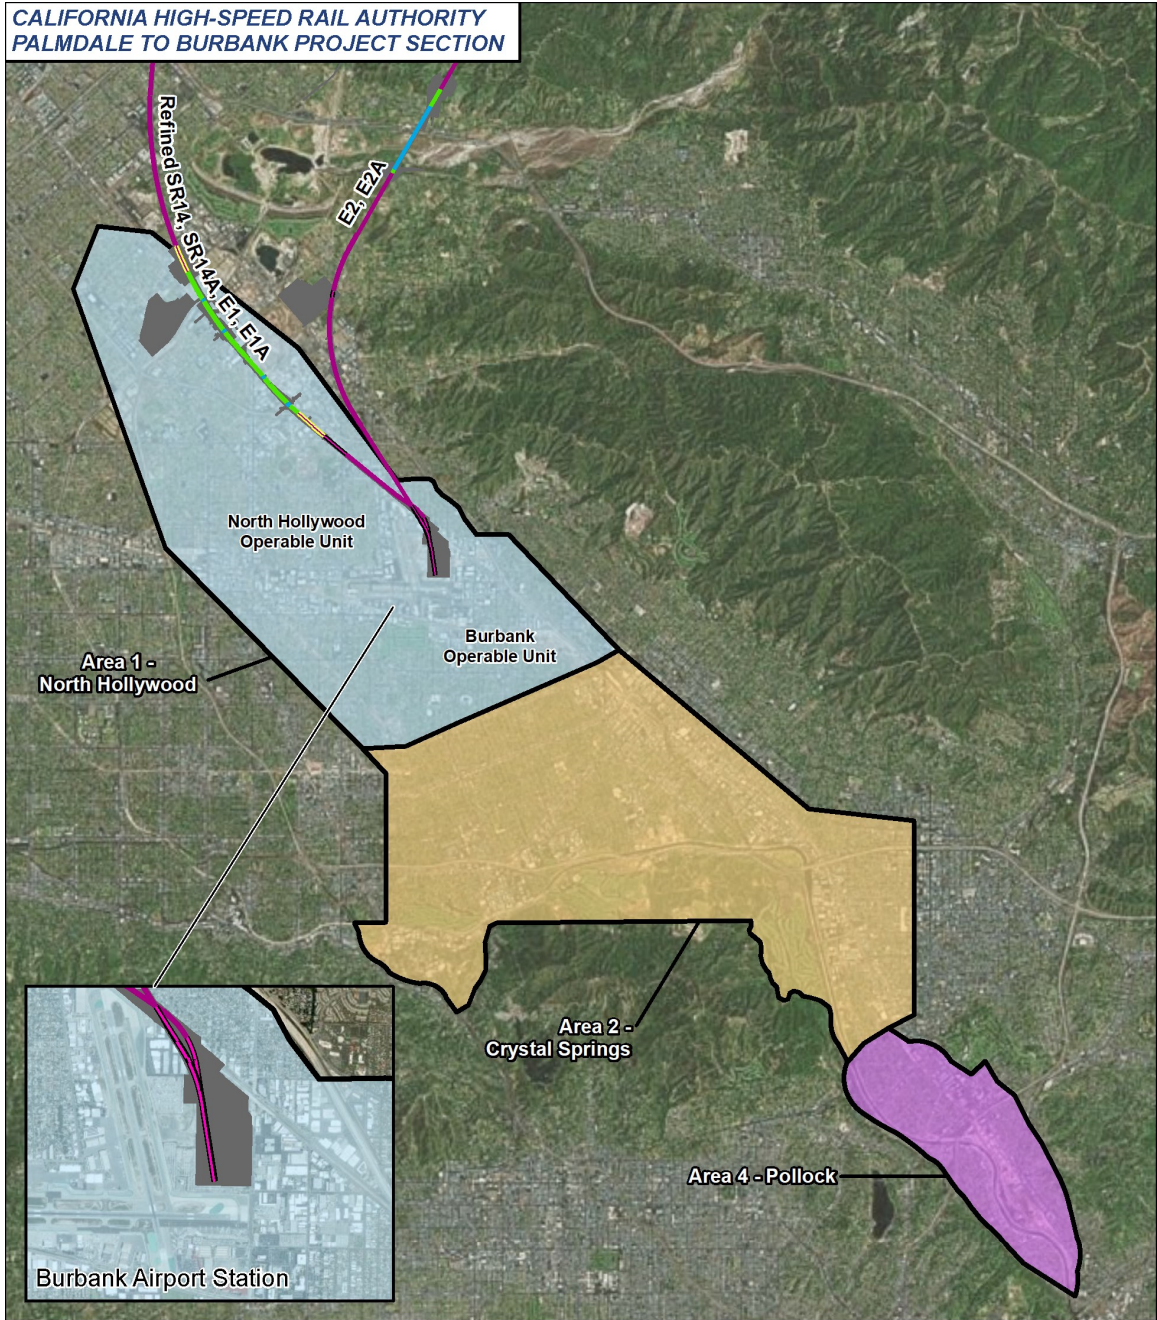 CALIFORNIA HIGH-SPEED RAIL AUTHORITY
PALMDALE TO BURBANK PROJECT SECTION
Refined SR14, SR14A, E1, E1A
E2, E2A
North Hollywood
Operable Unit
Burbank
Operable Unit
Area 1 -
North Hollywood
Area 2 -
Crystal Springs
Area 4 - Pollock
Burbank Airport Station